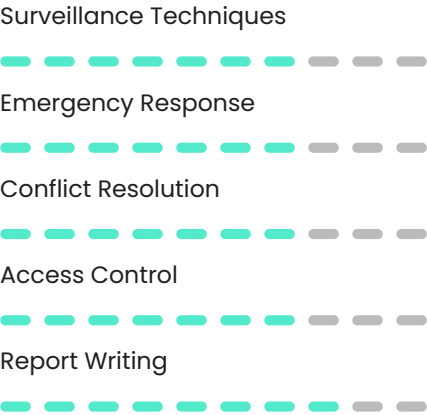 Surveillance Techniques
Emergency Response
Conflict Resolution
Access Control
Report Writing